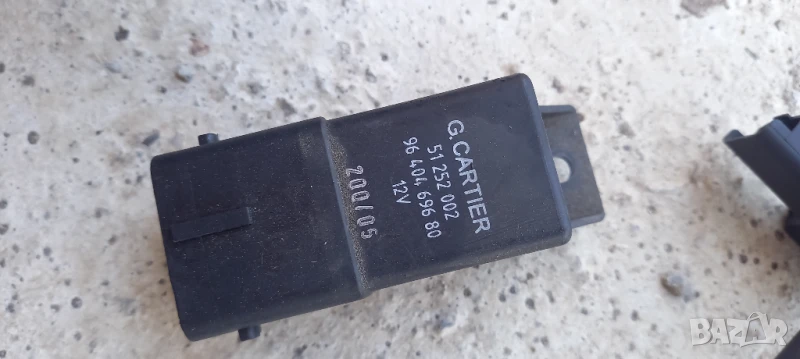 G.CARTIER
51 252 002
96 404 696 80
12V
200/05
BAZAR